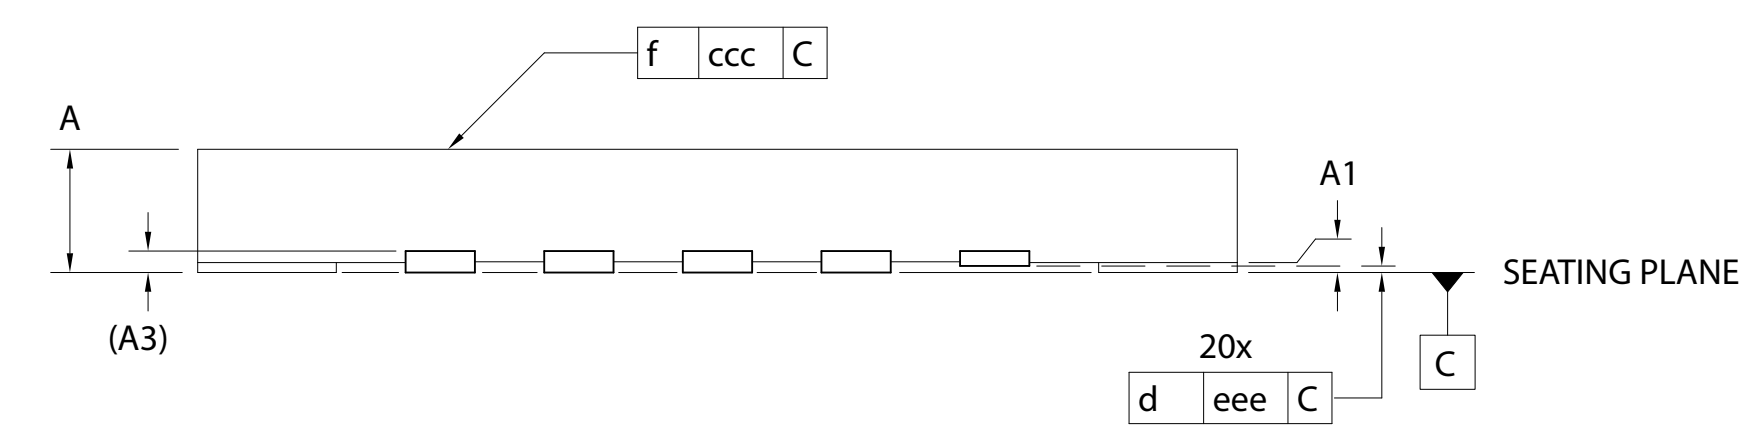 f ccc C
A
A1
SEATING PLANE
(A3)
20x
C
d eee C